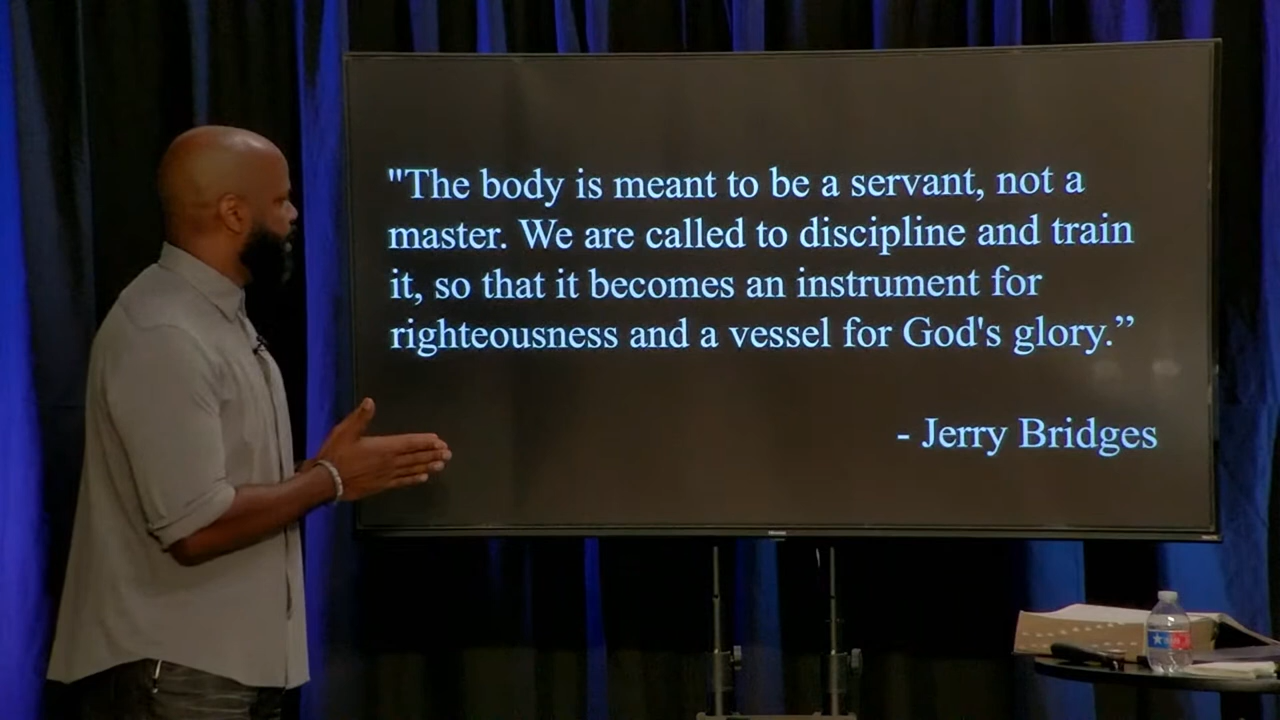 "The body is meant to be a servant, not a
master. We are called to discipline and train
it, so that it becomes an instrument for
righteousness and a vessel for God's glory.”
- Jerry Bridges